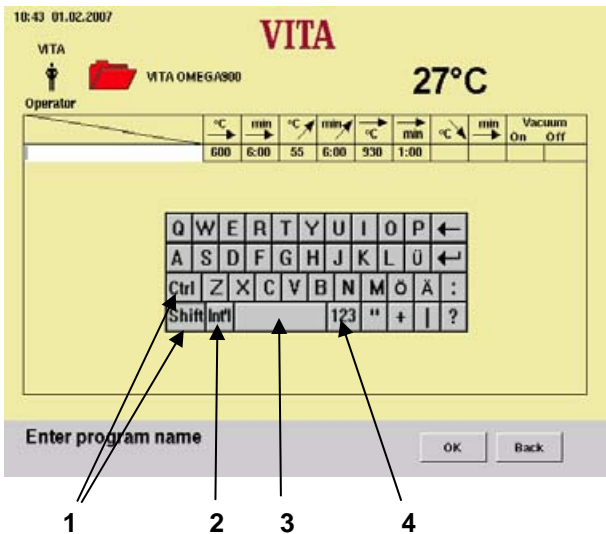 10:43 01.02.2007
VITA
VITA
VITA OMEGA/900
27°C
Operator
°C min °C min °C min °C min Vacuum
On Off
600 6:00 55 6:00 930 1:00
Q W E R T Y U I O P
A S D F G H J K L Ü
Ctrl Z X C V B N M Ö Ä :
Shift Int'l 123 " + | ?
Enter program name
OK Back
1 2 3 4